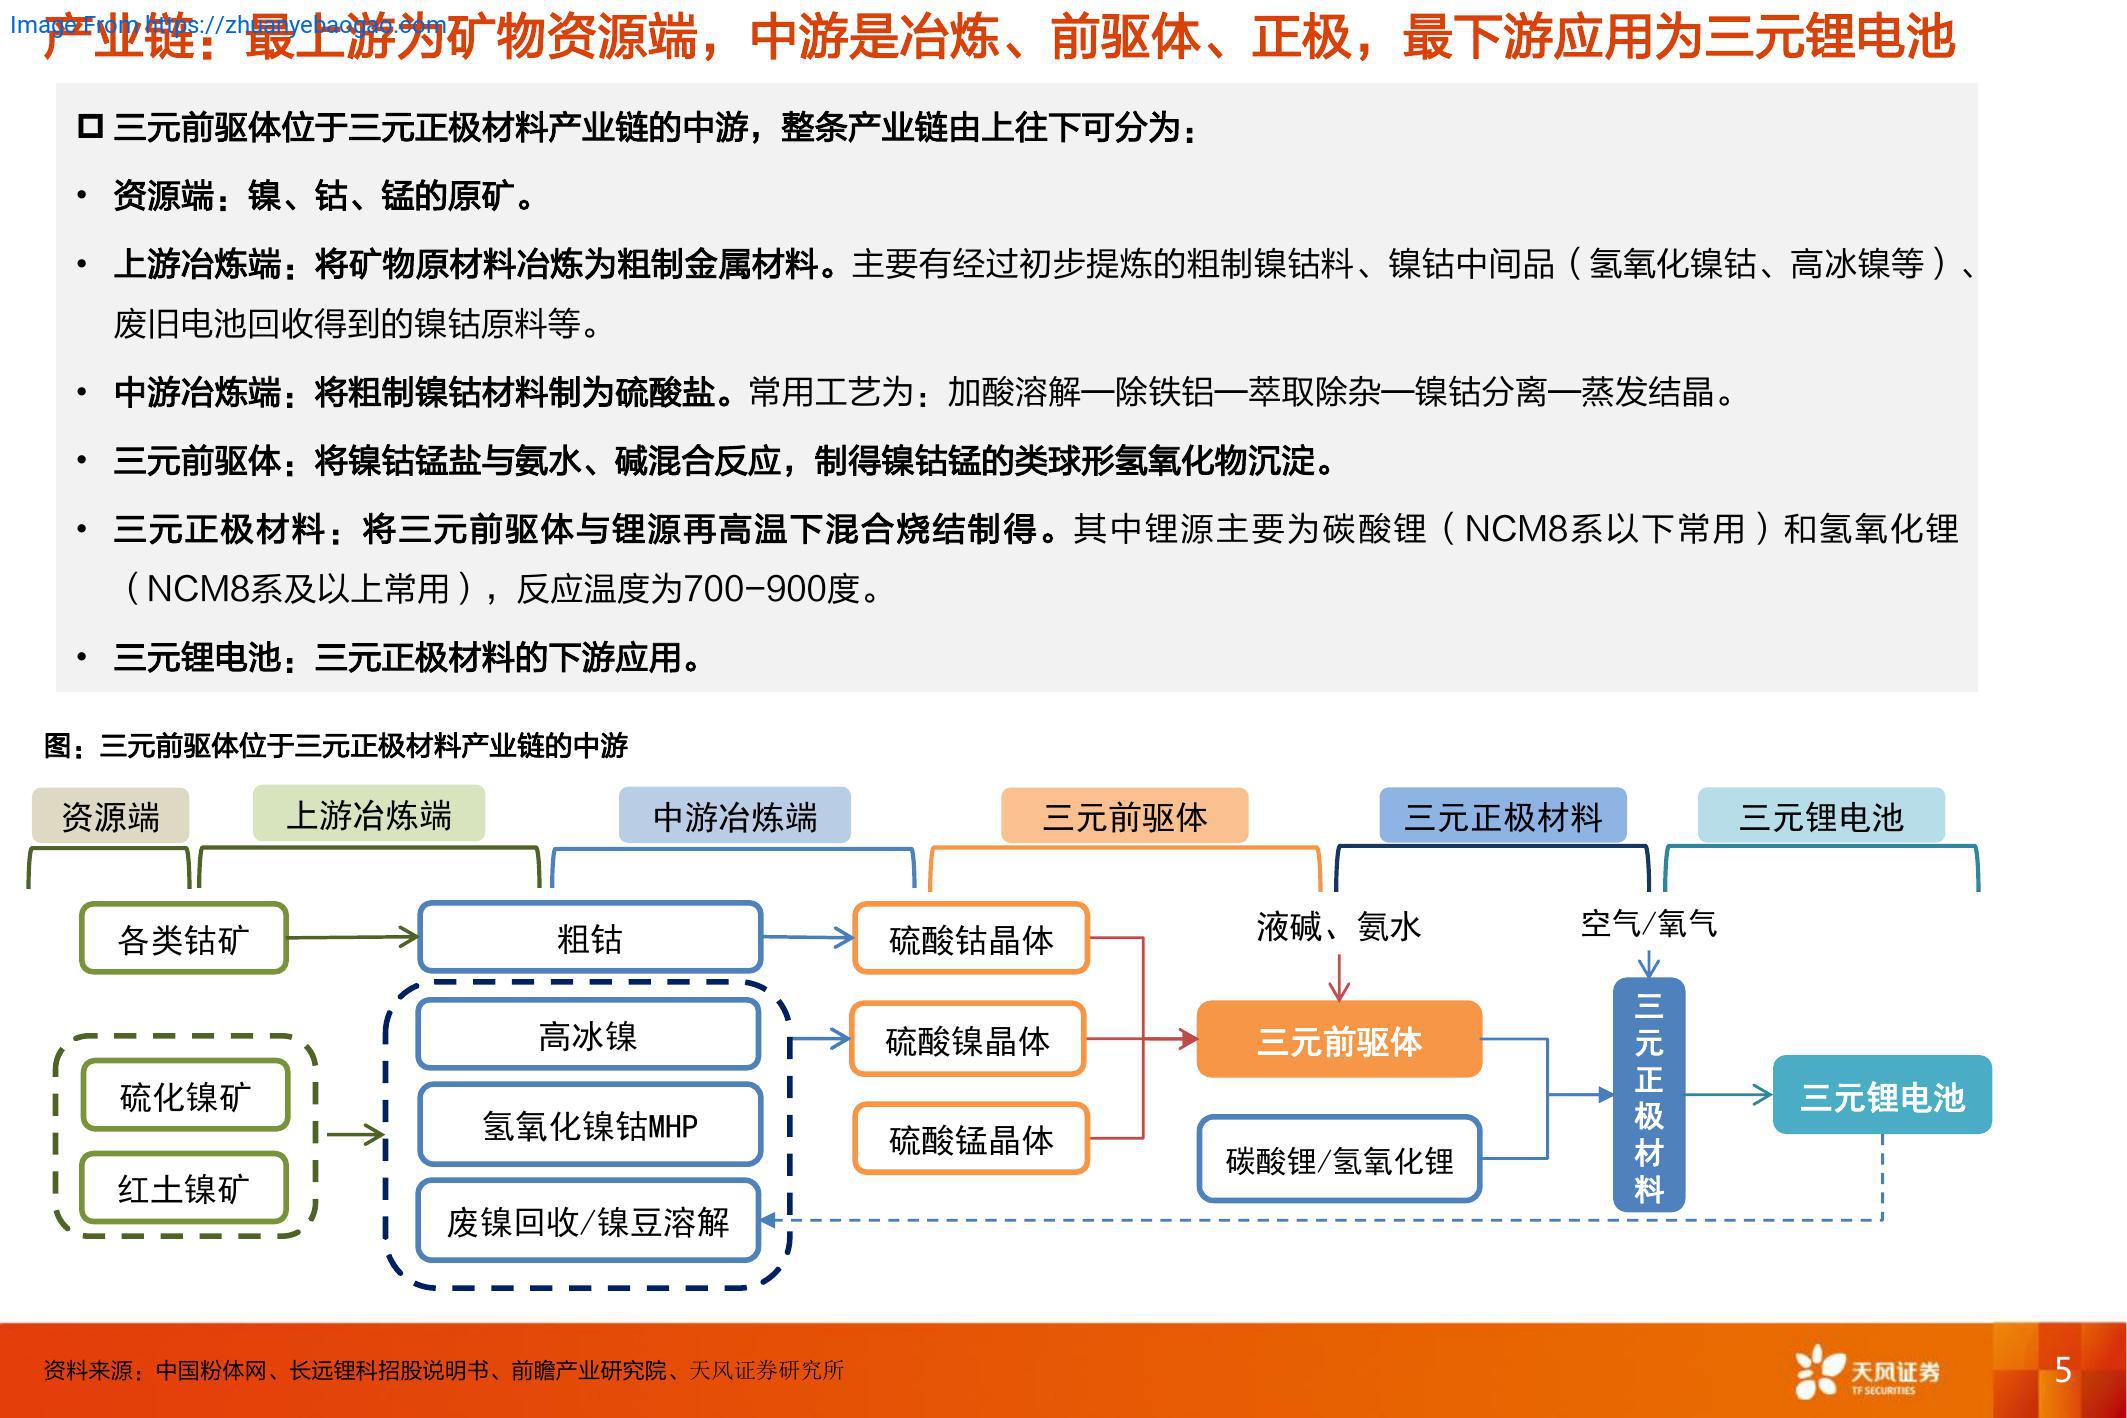 Image From https://zhuanyebaogao.com
产业链：最上游为矿物资源端，中游是冶炼、前驱体、正极，最下游应用为三元锂电池
三元前驱体位于三元正极材料产业链的中游，整条产业链由上往下可分为：
• 资源端：镍、钴、锰的原矿。
• 上游冶炼端：将矿物原材料冶炼为粗制金属材料。主要有经过初步提炼的粗制镍钴料、镍钴中间品（氢氧化镍钴、高冰镍等）、
废旧电池回收得到的镍钴原料等。
• 中游冶炼端：将粗制镍钴材料制为硫酸盐。常用工艺为：加酸溶解—除铁铝—萃取除杂—镍钴分离—蒸发结晶。
• 三元前驱体：将镍钴锰盐与氨水、碱混合反应，制得镍钴锰的类球形氢氧化物沉淀。
• 三元正极材料：将三元前驱体与锂源再高温下混合烧结制得。其中锂源主要为碳酸锂（NCM8系以下常用）和氢氧化锂
（NCM8系及以上常用），反应温度为700-900度。
• 三元锂电池：三元正极材料的下游应用。
图：三元前驱体位于三元正极材料产业链的中游
资源端
上游冶炼端
中游冶炼端
三元前驱体
三元正极材料
三元锂电池
各类钴矿
粗钴
硫酸钴晶体
液碱、氨水
空气/氧气
高冰镍
硫酸镍晶体
三元前驱体
三元正极材料
硫化镍矿
氢氧化镍钴MHP
硫酸锰晶体
三元锂电池
红土镍矿
碳酸锂/氢氧化锂
废镍回收/镍豆溶解
资料来源：中国粉体网、长远锂科招股说明书、前瞻产业研究院、天风证券研究所
天风证券
TF SECURITIES
5